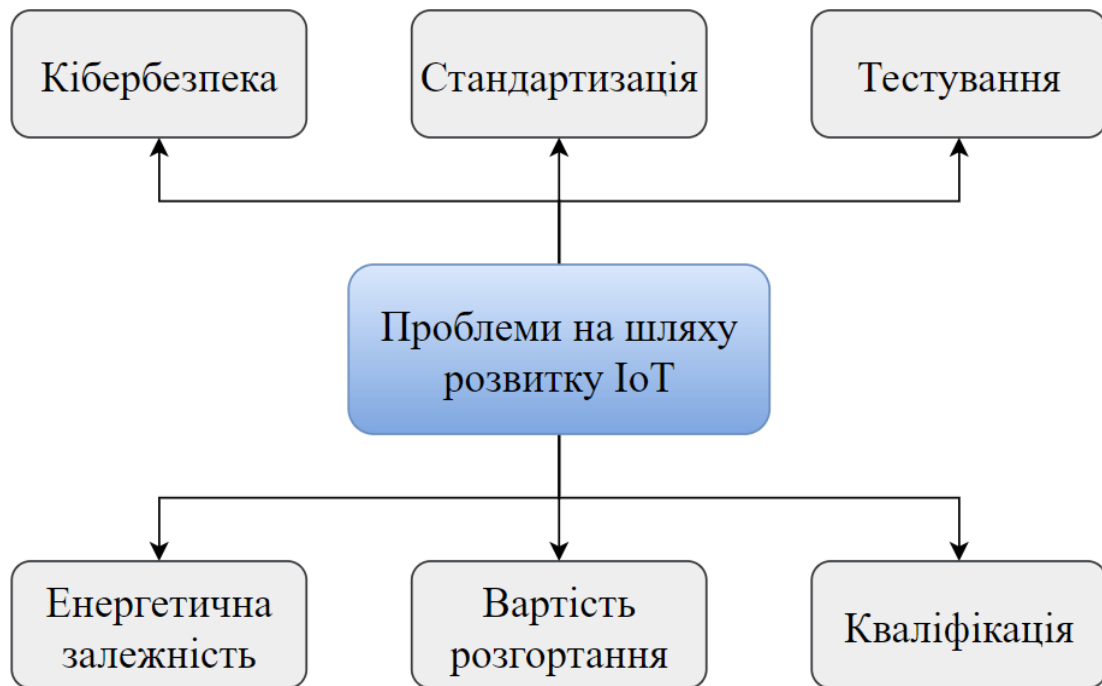 Кібербезпека
Стандартизація
Тестування
Проблеми на шляху
розвитку IoT
Енергетична
залежність
Вартість
розгортання
Кваліфікація